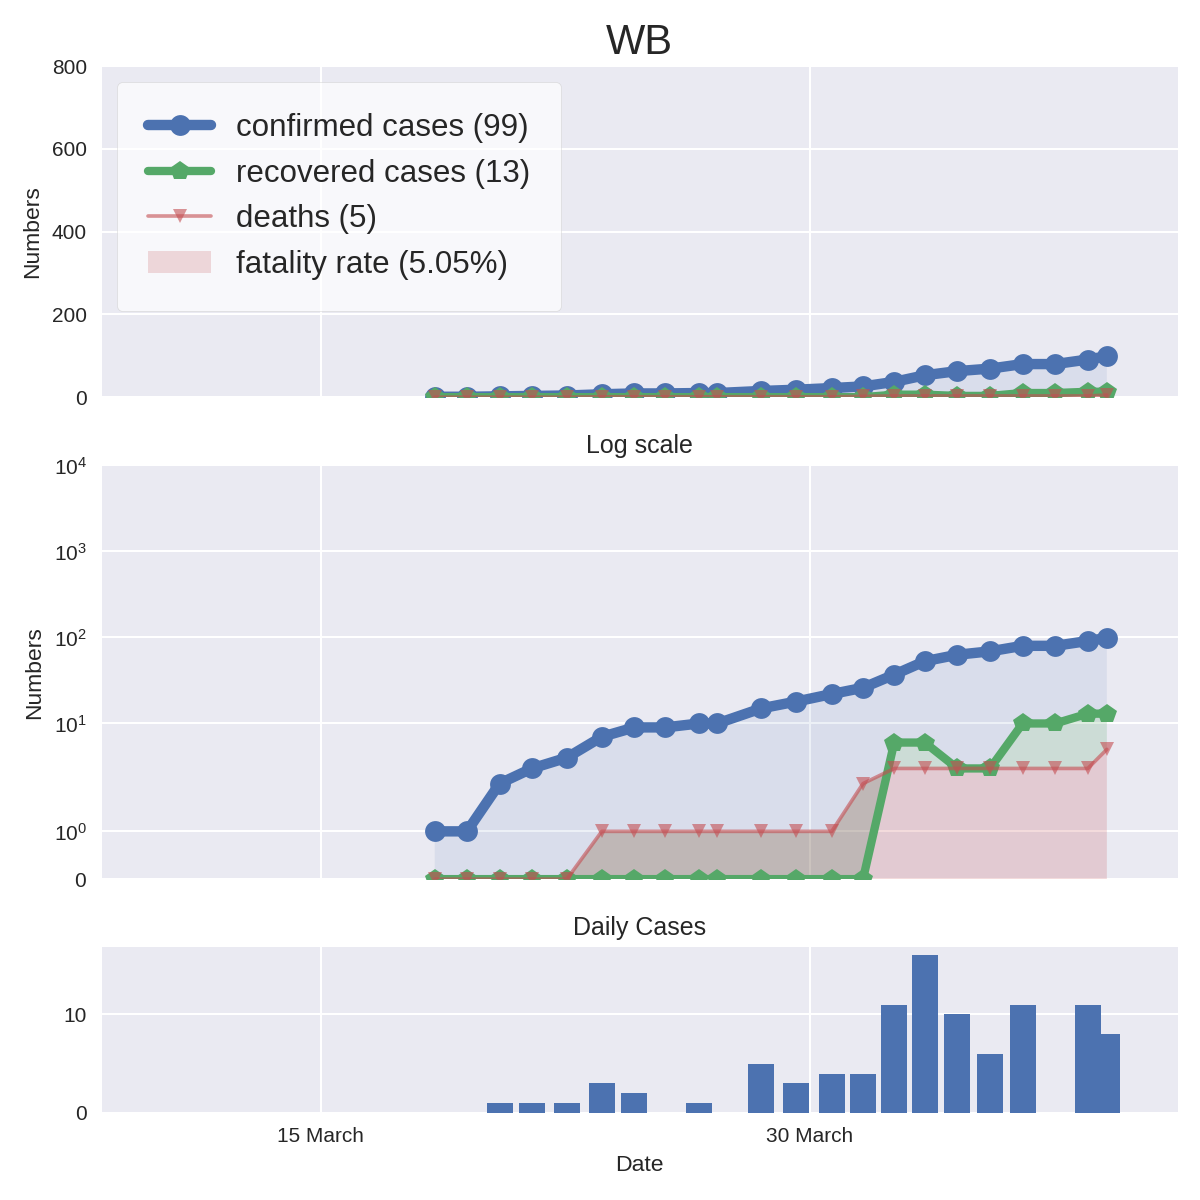 WB
800
600
400
200
0
Numbers
confirmed cases (99)
recovered cases (13)
deaths (5)
fatality rate (5.05%)
Log scale
10⁴
10³
10²
10¹
10⁰
0
Numbers
Daily Cases
10
0
15 March
30 March
Date